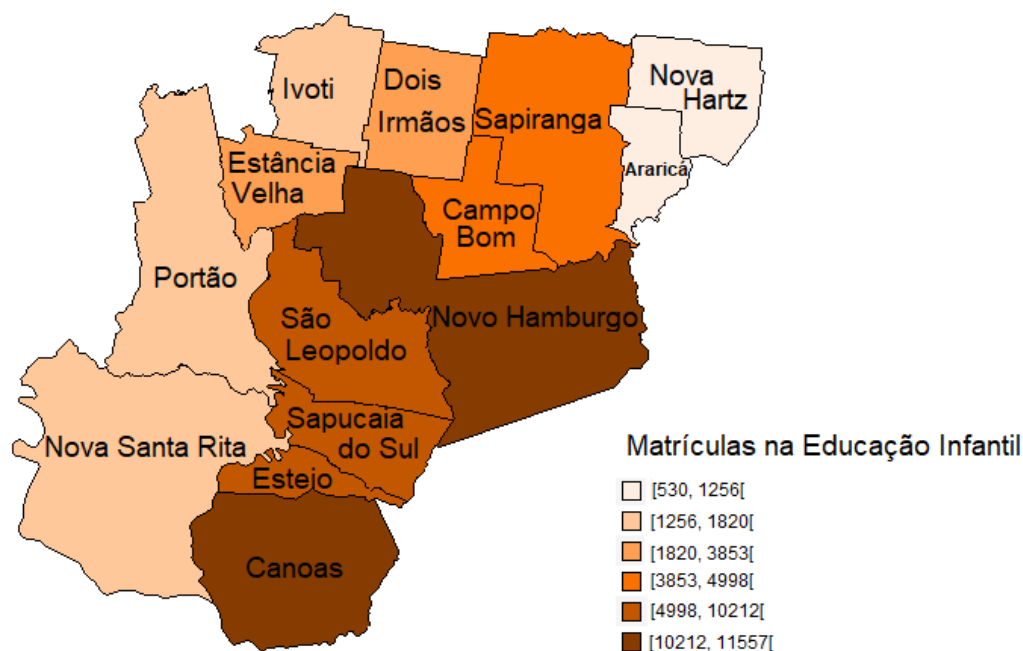 Ivoti
Dois
Irmãos
Sapiranga
Nova
Hartz
Araricá
Estância
Velha
Campo
Bom
Portão
São
Leopoldo
Novo Hamburgo
Sapucaia
do Sul
Nova Santa Rita
Estejo
Canoas
Matrículas na Educação Infantil
[530, 1256[
[1256, 1820[
[1820, 3853[
[3853, 4998[
[4998, 10212[
[10212, 11557[